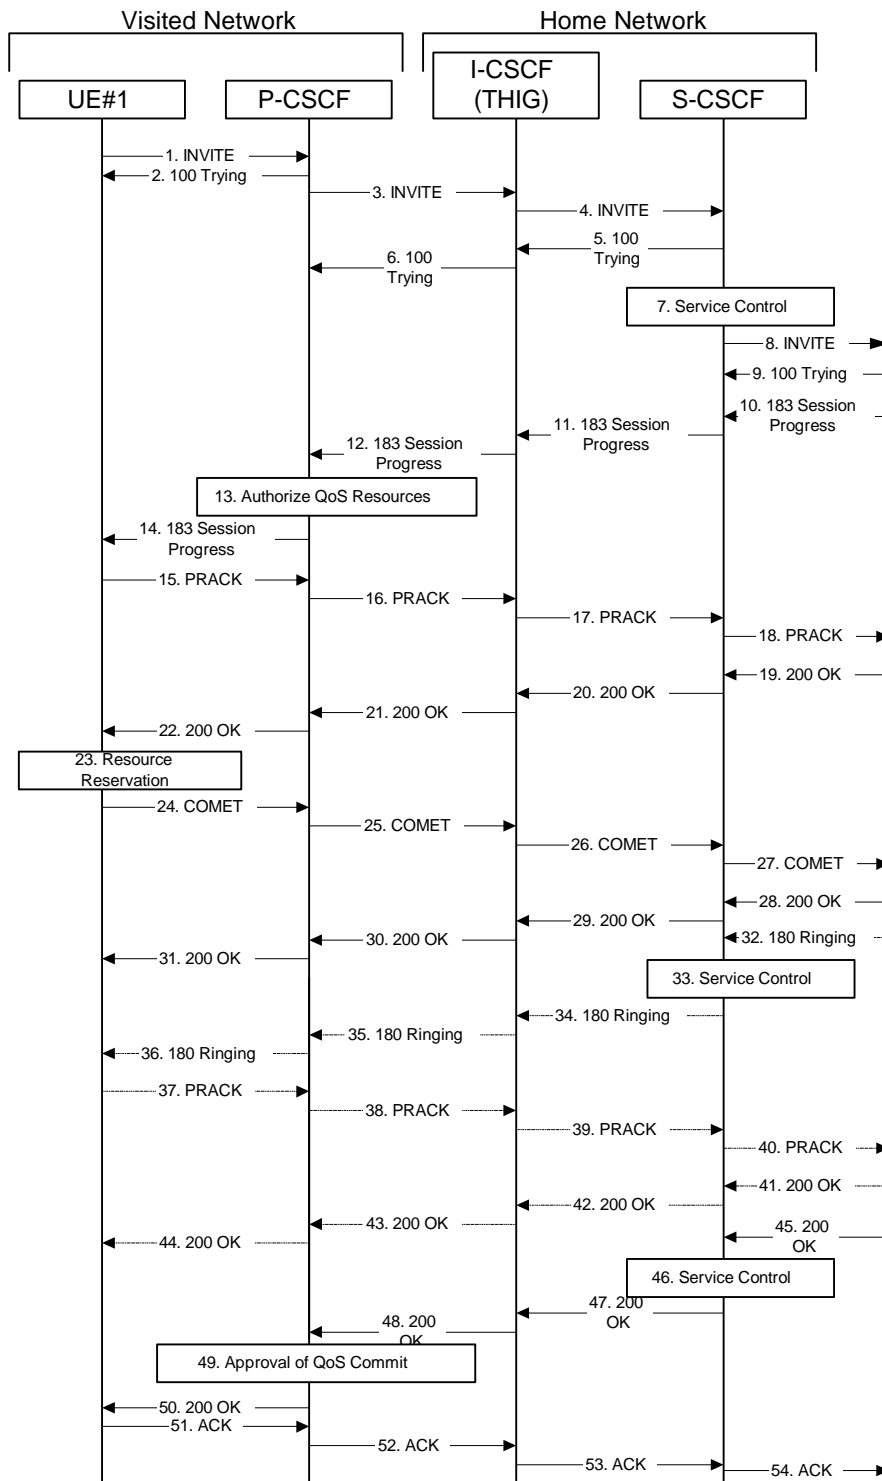 Visited Network
Home Network
UE#1
P-CSCF
I-CSCF
(THIG)
S-CSCF
1. INVITE
2. 100 Trying
3. INVITE
4. INVITE
5. 100
Trying
6. 100
Trying
7. Service Control
8. INVITE
9. 100 Trying
10. 183 Session
Progress
11. 183 Session
Progress
12. 183 Session
Progress
13. Authorize QoS Resources
14. 183 Session
Progress
15. PRACK
16. PRACK
17. PRACK
18. PRACK
19. 200 OK
20. 200 OK
21. 200 OK
22. 200 OK
23. Resource
Reservation
24. COMET
25. COMET
26. COMET
27. COMET
28. 200 OK
29. 200 OK
30. 200 OK
31. 200 OK
32. 180 Ringing
33. Service Control
34. 180 Ringing
35. 180 Ringing
36. 180 Ringing
37. PRACK
38. PRACK
39. PRACK
40. PRACK
41. 200 OK
42. 200 OK
43. 200 OK
44. 200 OK
45. 200
OK
46. Service Control
47. 200
OK
48. 200
OK
49. Approval of QoS Commit
50. 200 OK
51. ACK
52. ACK
53. ACK
54. ACK